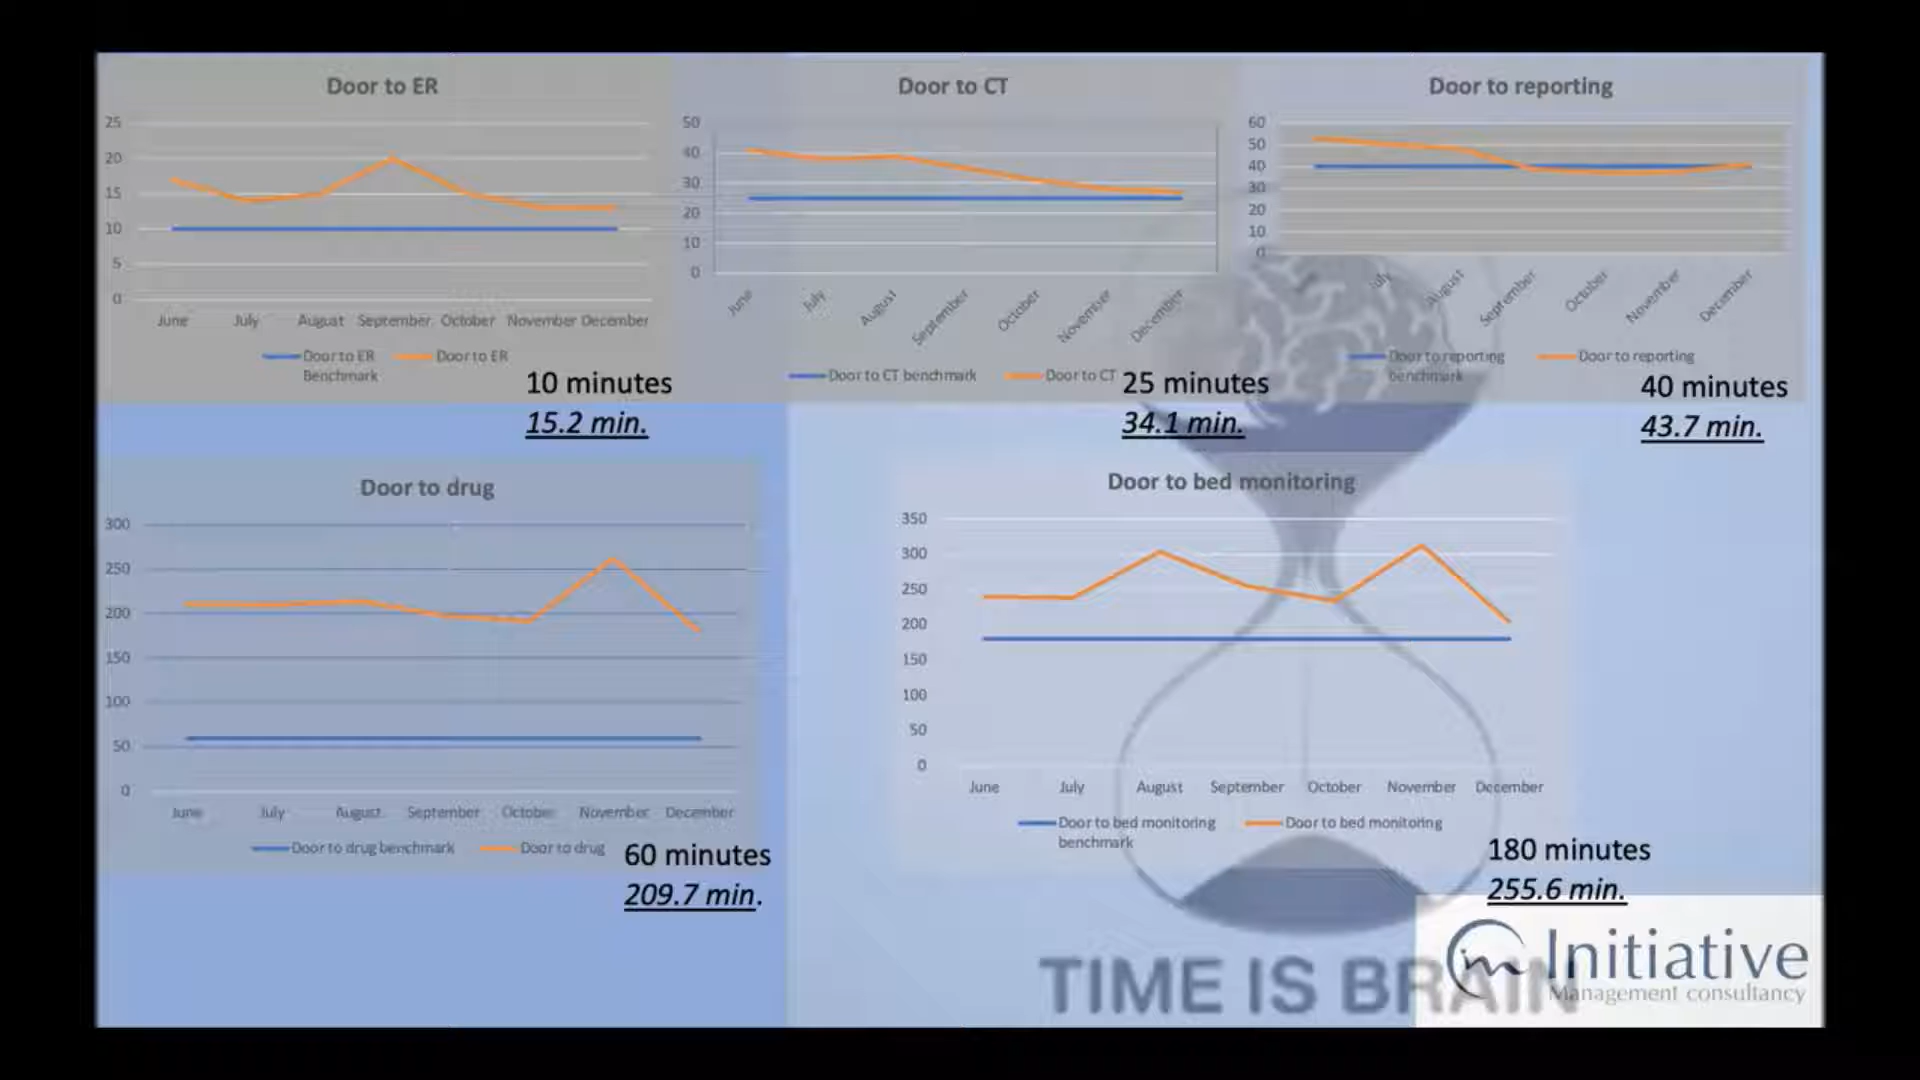 Door to ER
25
20
15
10
5
0
June July August September October November December
Door to ER Benchmark
Door to ER
10 minutes
15.2 min.
Door to CT
50
40
30
20
10
0
June July August September October November December
Door to CT benchmark
Door to CT
25 minutes
34.1 min.
Door to reporting
60
50
40
30
20
10
0
July August September October November December
Door to reporting benchmark
Door to reporting
40 minutes
43.7 min.
Door to drug
300
250
200
150
100
50
0
June July August September October November December
Door to drug benchmark
Door to drug
60 minutes
209.7 min.
Door to bed monitoring
350
300
250
200
150
100
50
0
June July August September October November December
Door to bed monitoring benchmark
Door to bed monitoring
180 minutes
255.6 min.
TIME IS BRAIN
Initiative
Management consultancy